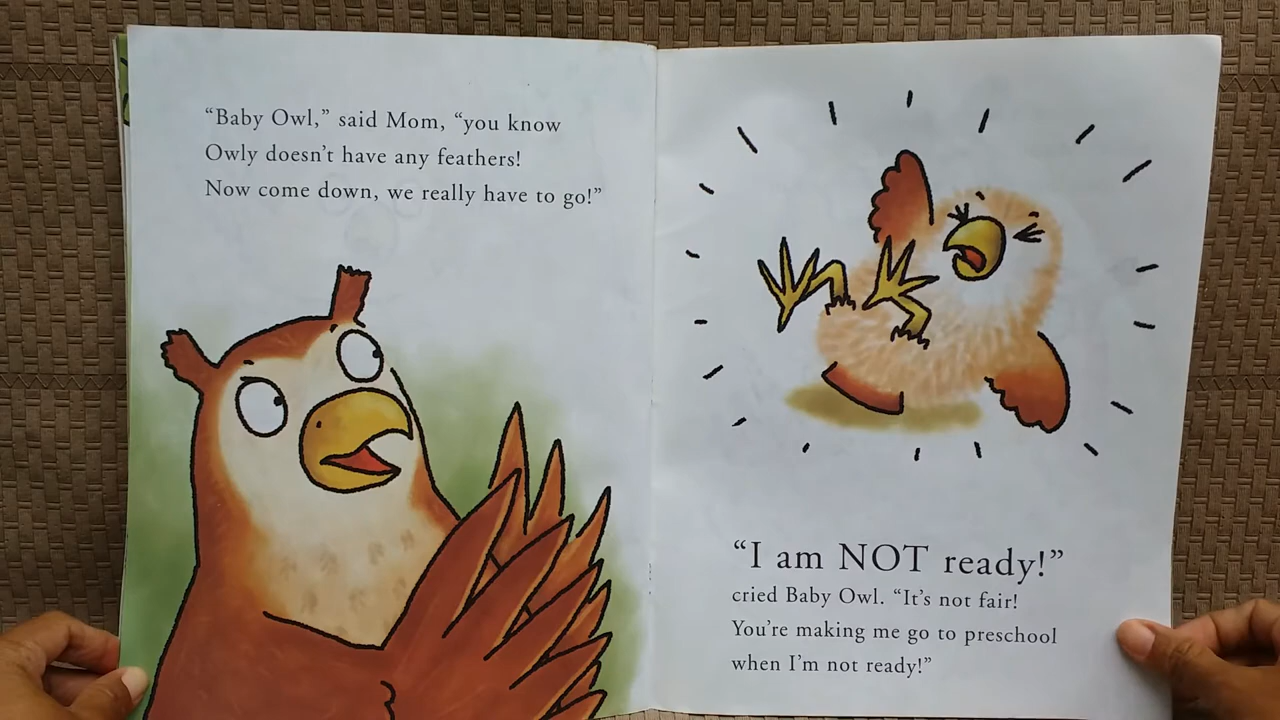 “Baby Owl,” said Mom, “you know
Owly doesn’t have any feathers!
Now come down, we really have to go!”
“I am NOT ready!”
cried Baby Owl. “It’s not fair!
You’re making me go to preschool
when I’m not ready!”